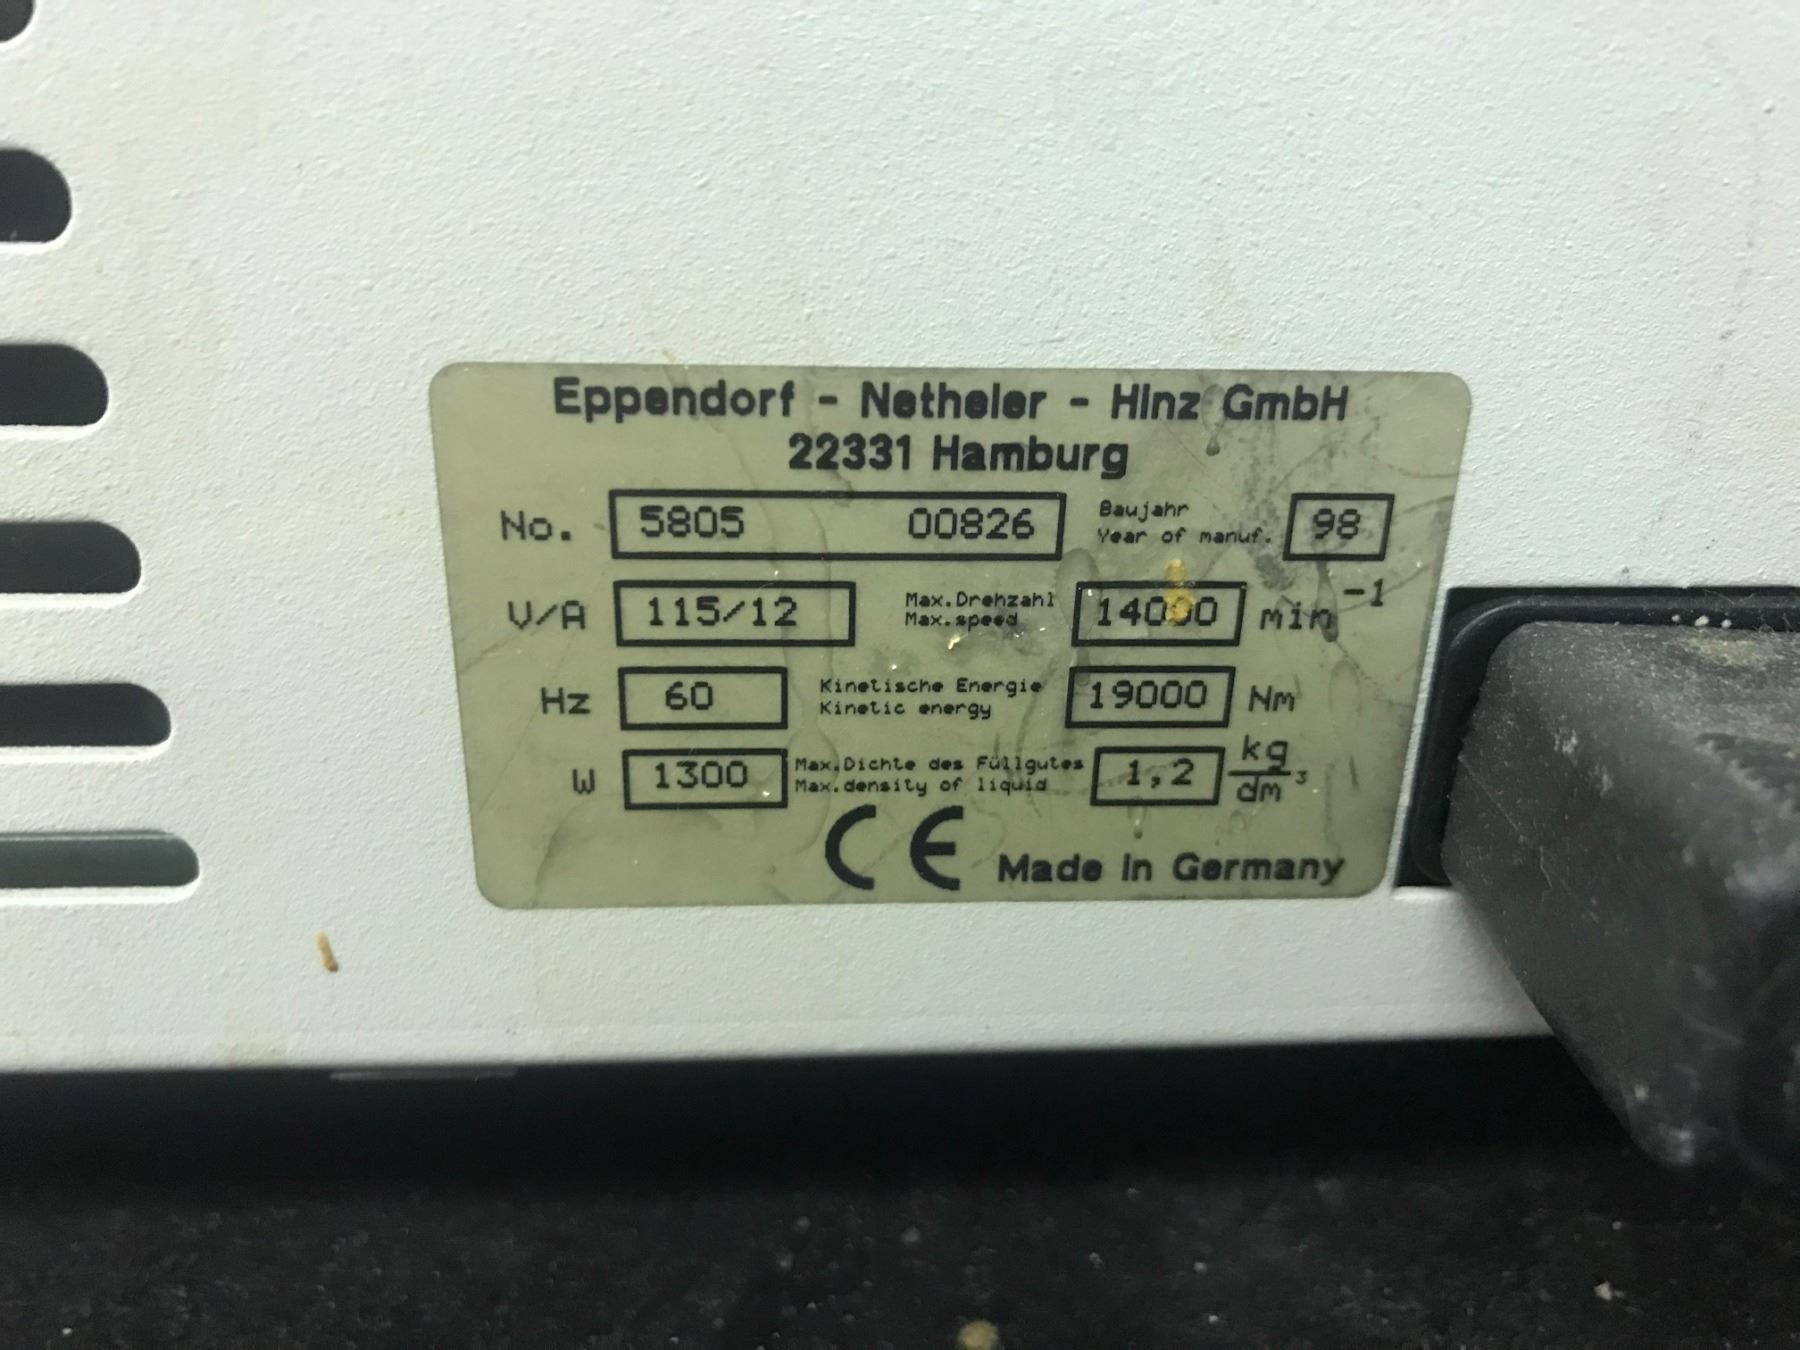 Eppendorf - Netheler - Hinz GmbH
22331 Hamburg
No. 5805 00826 Baujahr Year of manuf. 98
V/A 115/12 Max.Drehzahl Max.speed 14000 min⁻¹
Hz 60 Kinetische Energie Kinetic energy 19000 Nm
W 1300 Max.Dichte des Füllgutes Max.density of liquid 1,2 kg/dm³
CE Made in Germany